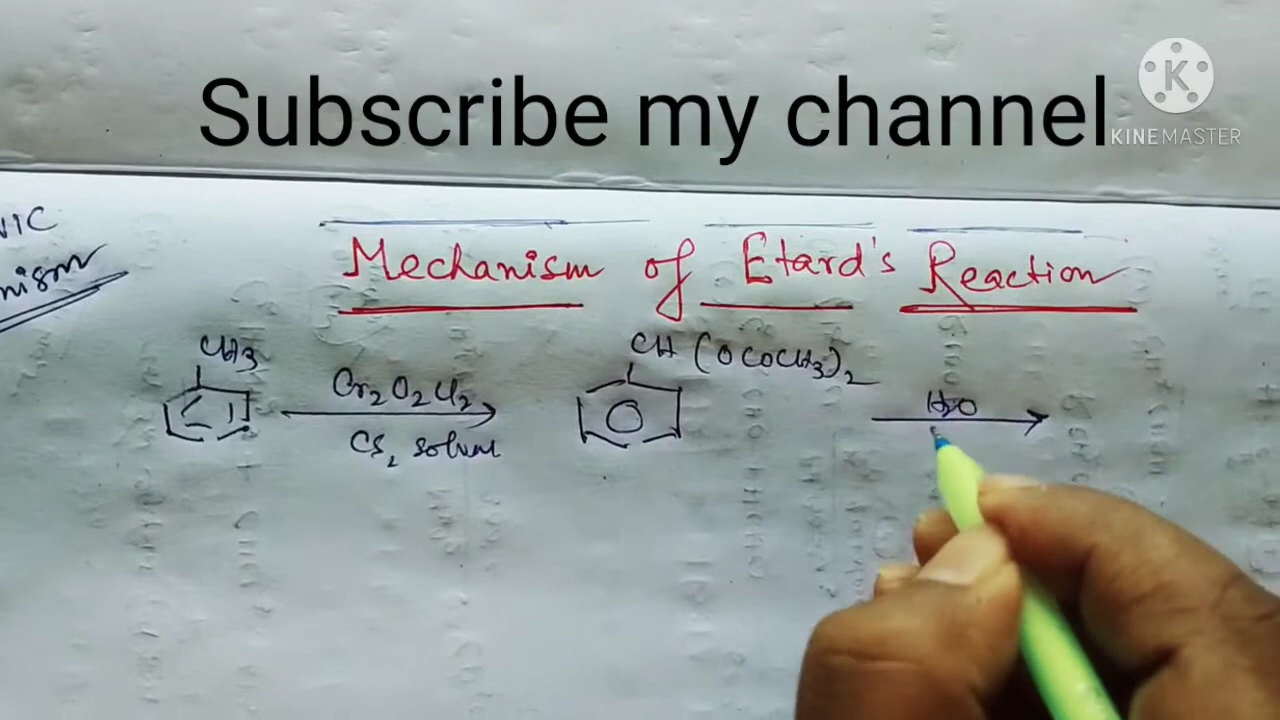 Subscribe my channel
KINEMASTER
Mechanism of Etard's Reaction
CH3
Cr2O2Cl2
CS2 solvent
CH (OCOCH3)2
H2O